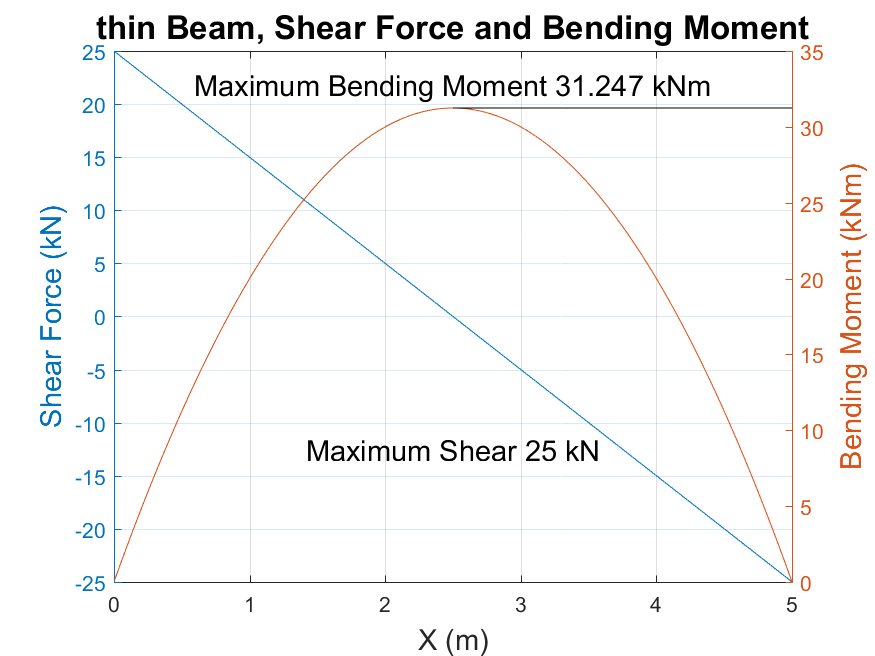 thin Beam, Shear Force and Bending Moment
25
20
15
10
5
0
-5
-10
-15
-20
-25
Shear Force (kN)
Maximum Bending Moment 31.247 kNm
Maximum Shear 25 kN
35
30
25
20
15
10
5
0
Bending Moment (kNm)
0 1 2 3 4 5
X (m)